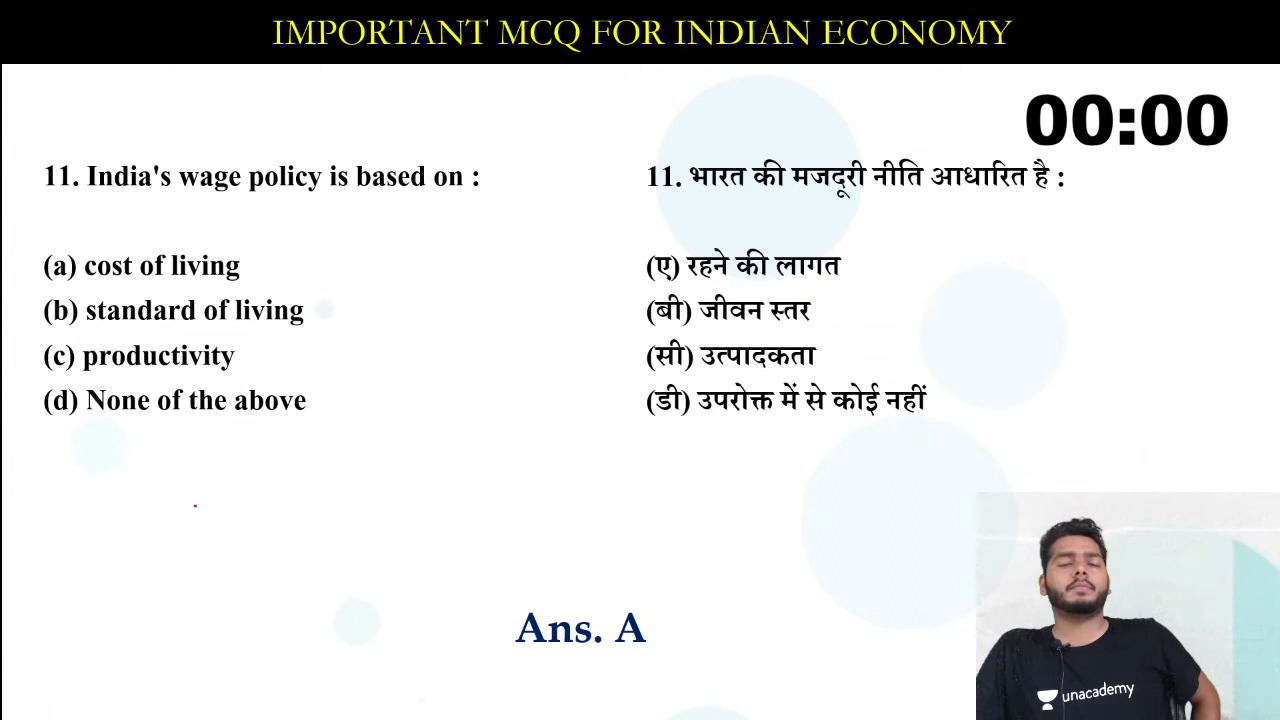 IMPORTANT MCQ FOR INDIAN ECONOMY
00:00
11. India's wage policy is based on :
(a) cost of living
(b) standard of living
(c) productivity
(d) None of the above
11. भारत की मजदूरी नीति आधारित है :
(ए) रहने की लागत
(बी) जीवन स्तर
(सी) उत्पादकता
(डी) उपरोक्त में से कोई नहीं
Ans. A
unacademy